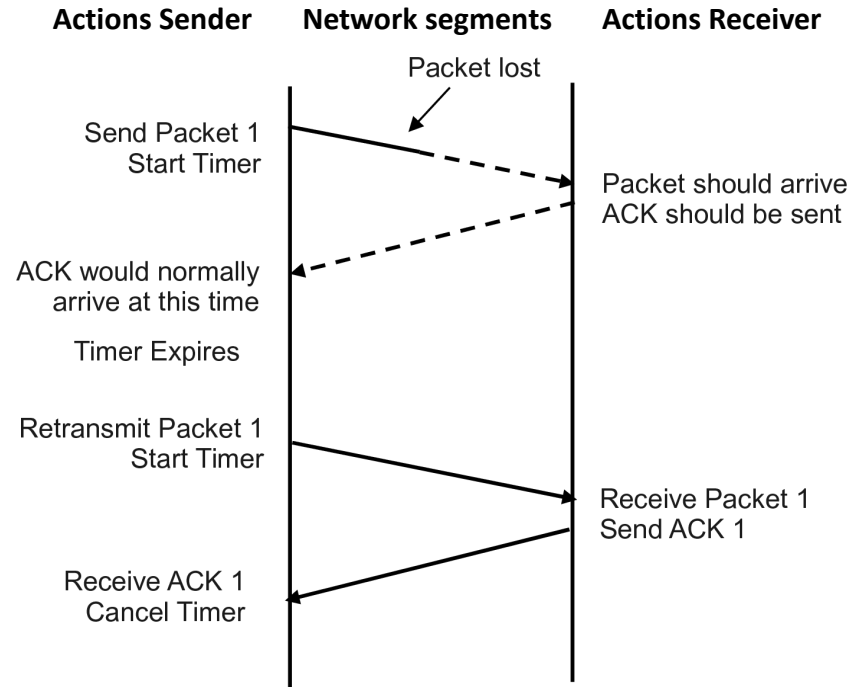 Actions Sender
Network segments
Actions Receiver
Packet lost
Send Packet 1
Start Timer
Packet should arrive
ACK should be sent
ACK would normally
arrive at this time
Timer Expires
Retransmit Packet 1
Start Timer
Receive Packet 1
Send ACK 1
Receive ACK 1
Cancel Timer